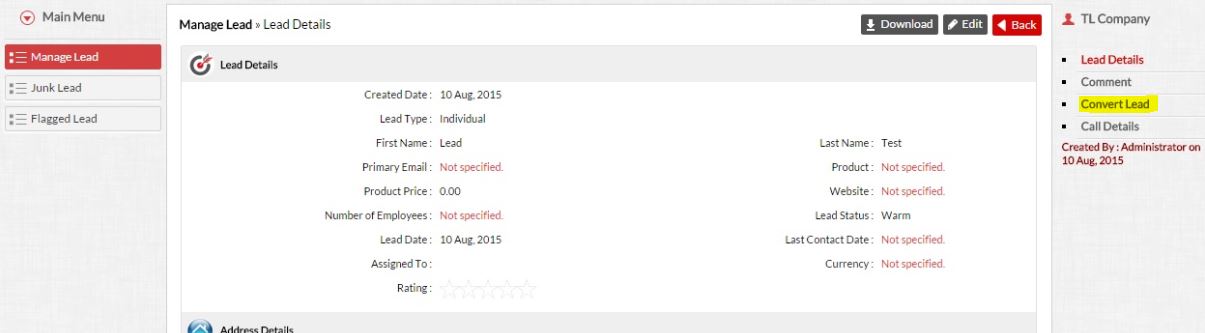 Main Menu
Manage Lead
Junk Lead
Flagged Lead
Manage Lead » Lead Details
Download
Edit
Back
Lead Details
Created Date : 10 Aug, 2015
Lead Type : Individual
First Name : Lead
Last Name : Test
Primary Email : Not specified.
Product : Not specified.
Product Price : 0.00
Website : Not specified.
Number of Employees : Not specified.
Lead Status : Warm
Lead Date : 10 Aug, 2015
Last Contact Date : Not specified.
Assigned To :
Currency : Not specified.
Rating :
Address Details
TL Company
Lead Details
Comment
Convert Lead
Call Details
Created By : Administrator on
10 Aug, 2015